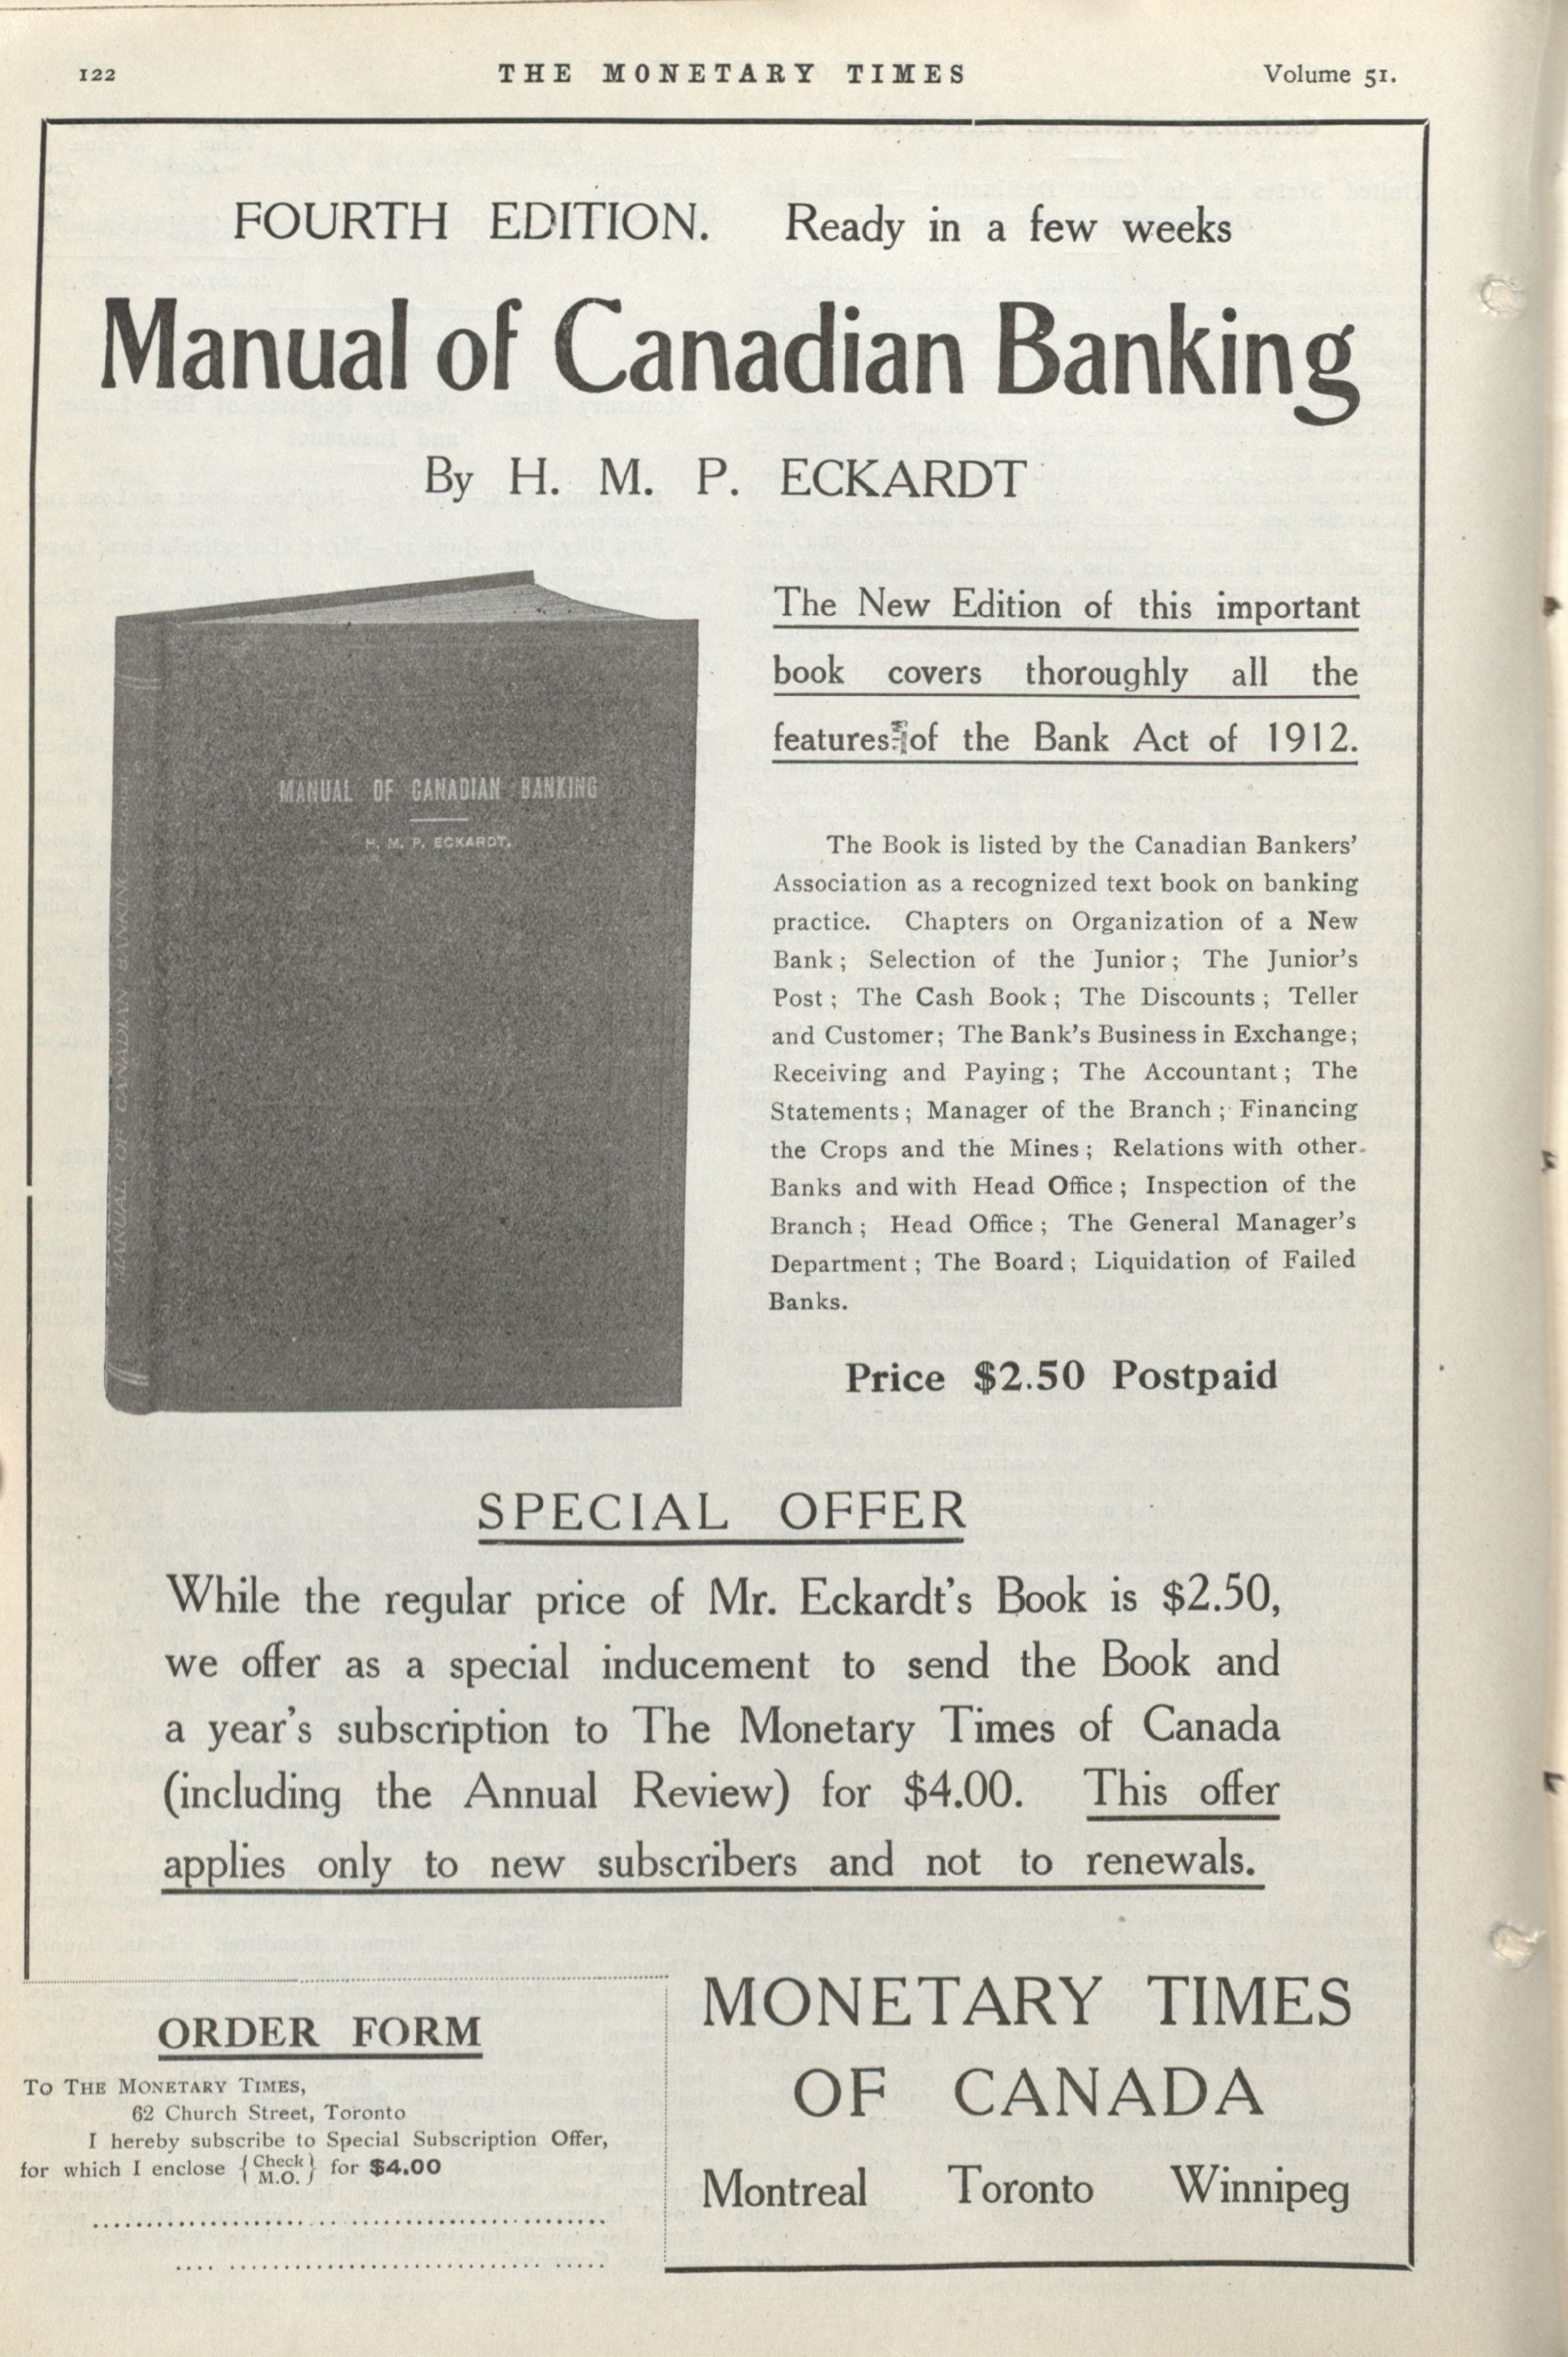 122
THE MONETARY TIMES
Volume 51.
FOURTH EDITION. Ready in a few weeks
Manual of Canadian Banking
By H. M. P. ECKARDT
MANUAL OF CANADIAN BANKING
H. M. P. ECKARDT.
MANUAL OF CANADIAN BANKING
The New Edition of this important
book covers thoroughly all the
features of the Bank Act of 1912.
The Book is listed by the Canadian Bankers'
Association as a recognized text book on banking
practice. Chapters on Organization of a New
Bank; Selection of the Junior; The Junior's
Post; The Cash Book; The Discounts; Teller
and Customer; The Bank's Business in Exchange;
Receiving and Paying; The Accountant; The
Statements; Manager of the Branch; Financing
the Crops and the Mines; Relations with other
Banks and with Head Office; Inspection of the
Branch; Head Office; The General Manager's
Department; The Board; Liquidation of Failed
Banks.
Price $2.50 Postpaid
SPECIAL OFFER
While the regular price of Mr. Eckardt's Book is $2.50,
we offer as a special inducement to send the Book and
a year's subscription to The Monetary Times of Canada
(including the Annual Review) for $4.00. This offer
applies only to new subscribers and not to renewals.
ORDER FORM
To The Monetary Times,
62 Church Street, Toronto
I hereby subscribe to Special Subscription Offer,
for which I enclose { Check M.O. } for $4.00
MONETARY TIMES
OF CANADA
Montreal Toronto Winnipeg